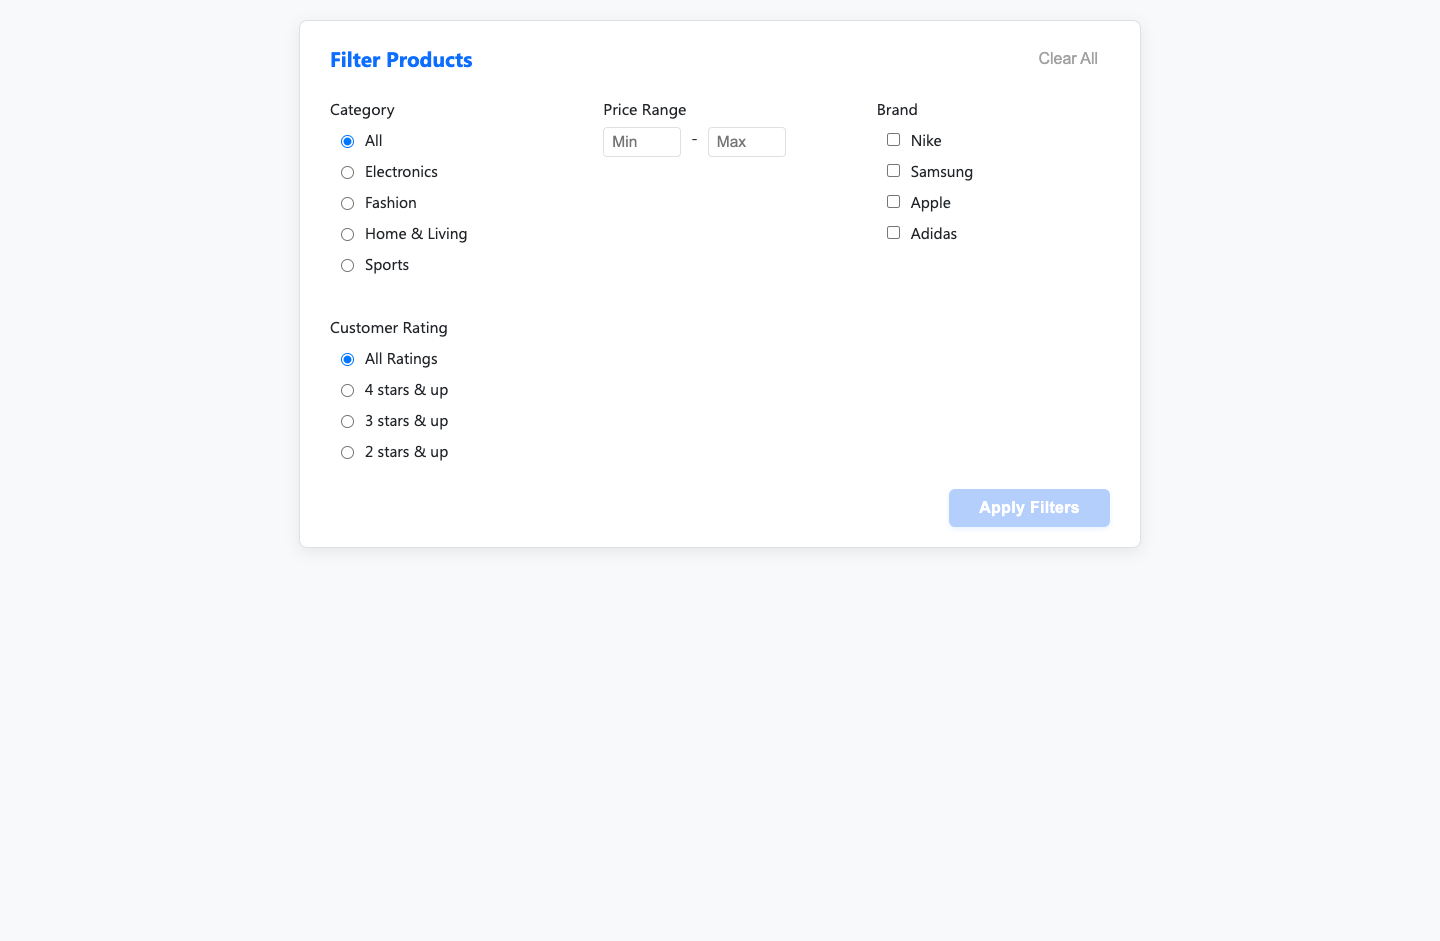 Filter Products
Clear All
Category
All
Electronics
Fashion
Home & Living
Sports
Price Range
Min - Max
Brand
Nike
Samsung
Apple
Adidas
Customer Rating
All Ratings
4 stars & up
3 stars & up
2 stars & up
Apply Filters